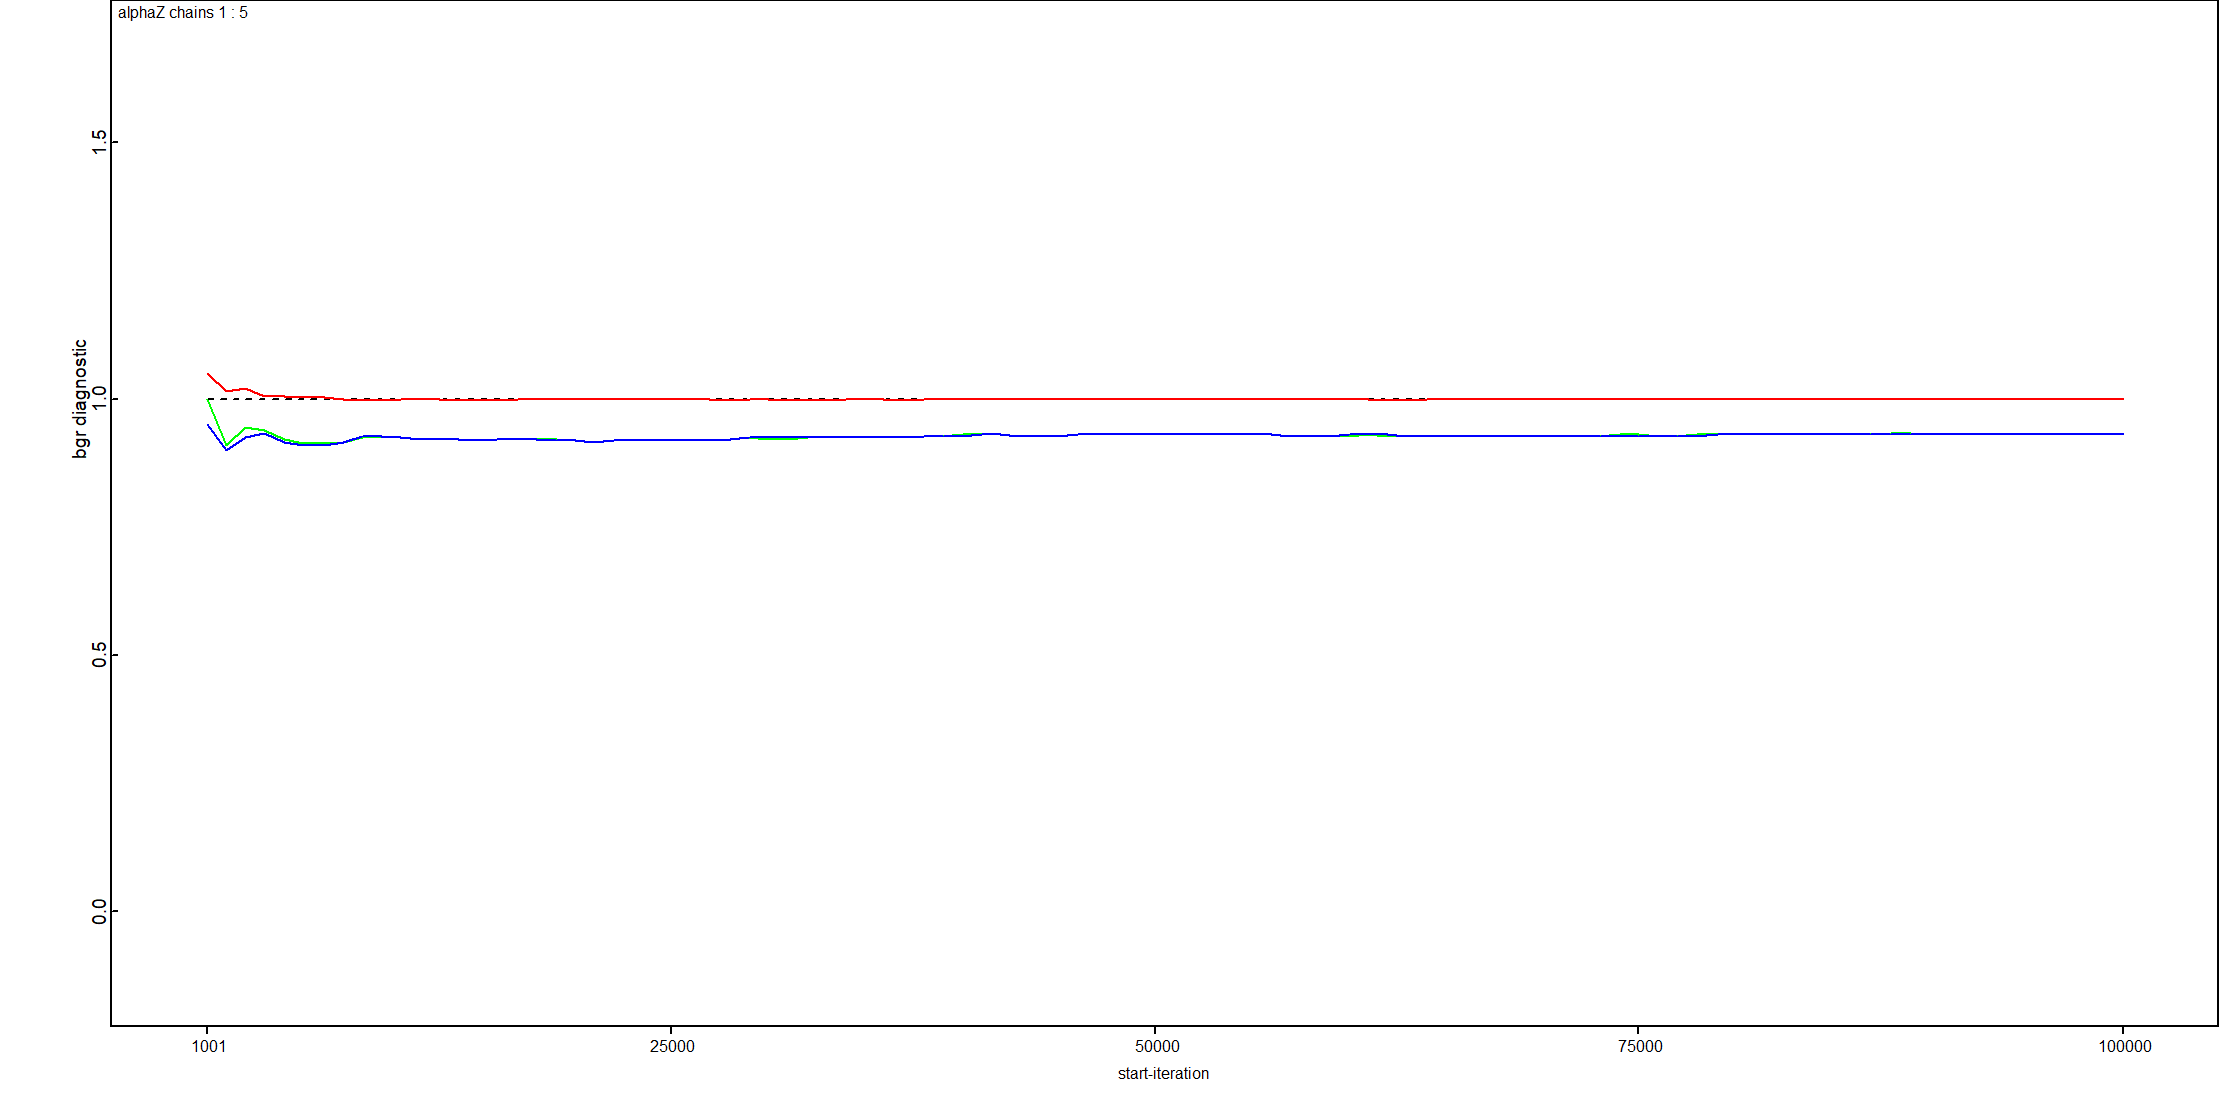 alphaZ chains 1 : 5
bgr diagnostic
1.5
1.0
0.5
0.0
1001 25000 50000 75000 100000
start-iteration